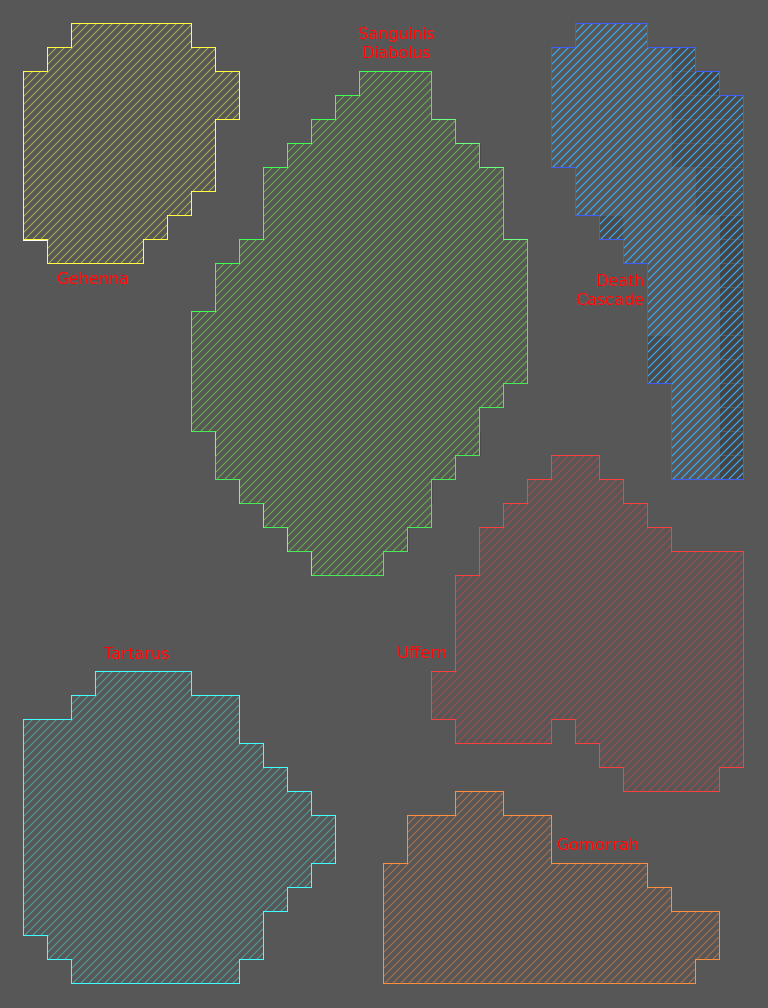 Sanguinis
Diabolus
Gehenna
Death
Cascade
Tartarus
Uffern
Gomorrah